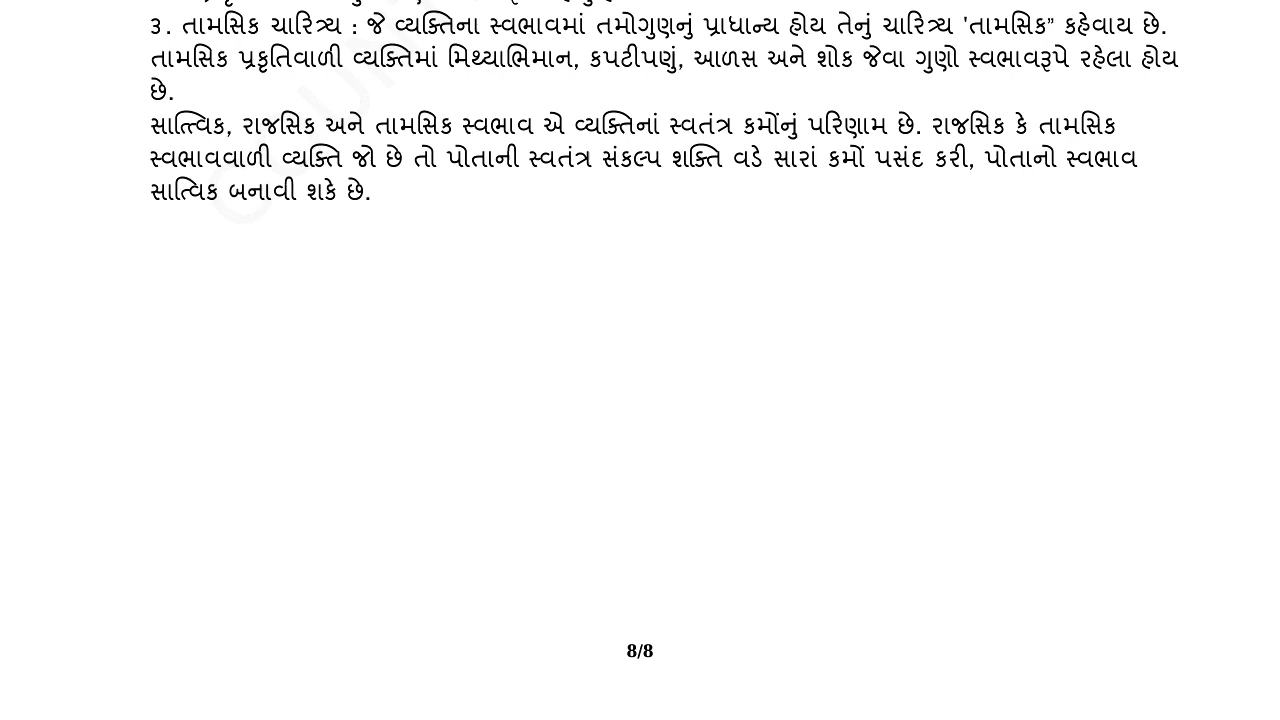 ૩. તામસિક ચારિત્ર્ય : જે વ્યક્તિના સ્વભાવમાં તમોગુણનું પ્રાધાન્ય હોય તેનું ચારિત્ર્ય 'તામસિક” કહેવાય છે.
તામસિક પ્રકૃતિવાળી વ્યક્તિમાં મિથ્યાભિમાન, કપટીપણું, આળસ અને શોક જેવા ગુણો સ્વભાવરૂપે રહેલા હોય
છે.
સાત્ત્વિક, રાજસિક અને તામસિક સ્વભાવ એ વ્યક્તિનાં સ્વતંત્ર કમોંનું પરિણામ છે. રાજસિક કે તામસિક
સ્વભાવવાળી વ્યક્તિ જો છે તો પોતાની સ્વતંત્ર સંકલ્પ શક્તિ વડે સારાં કમોં પસંદ કરી, પોતાનો સ્વભાવ
સાત્વિક બનાવી શકે છે.
8/8